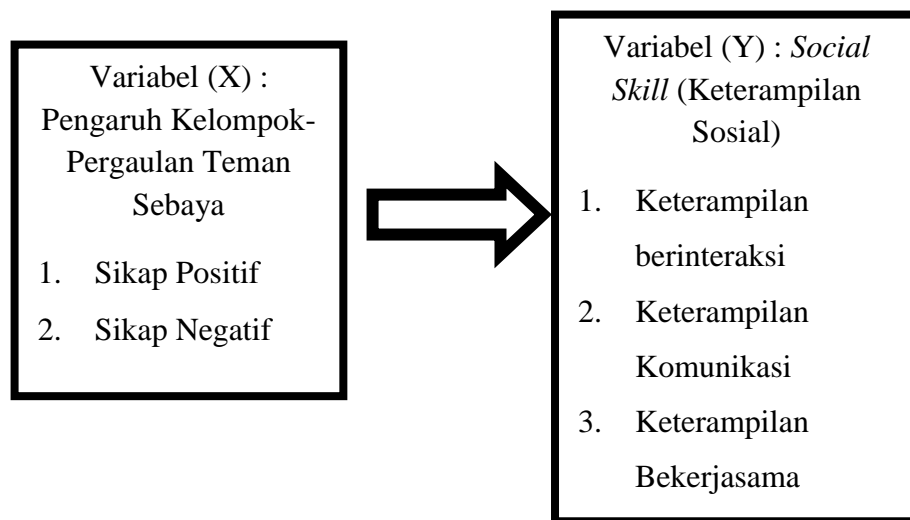 Variabel (X) :
Pengaruh Kelompok-
Pergaulan Teman
Sebaya
1. Sikap Positif
2. Sikap Negatif
Variabel (Y) : Social
Skill (Keterampilan
Sosial)
1. Keterampilan
berinteraksi
2. Keterampilan
Komunikasi
3. Keterampilan
Bekerjasama